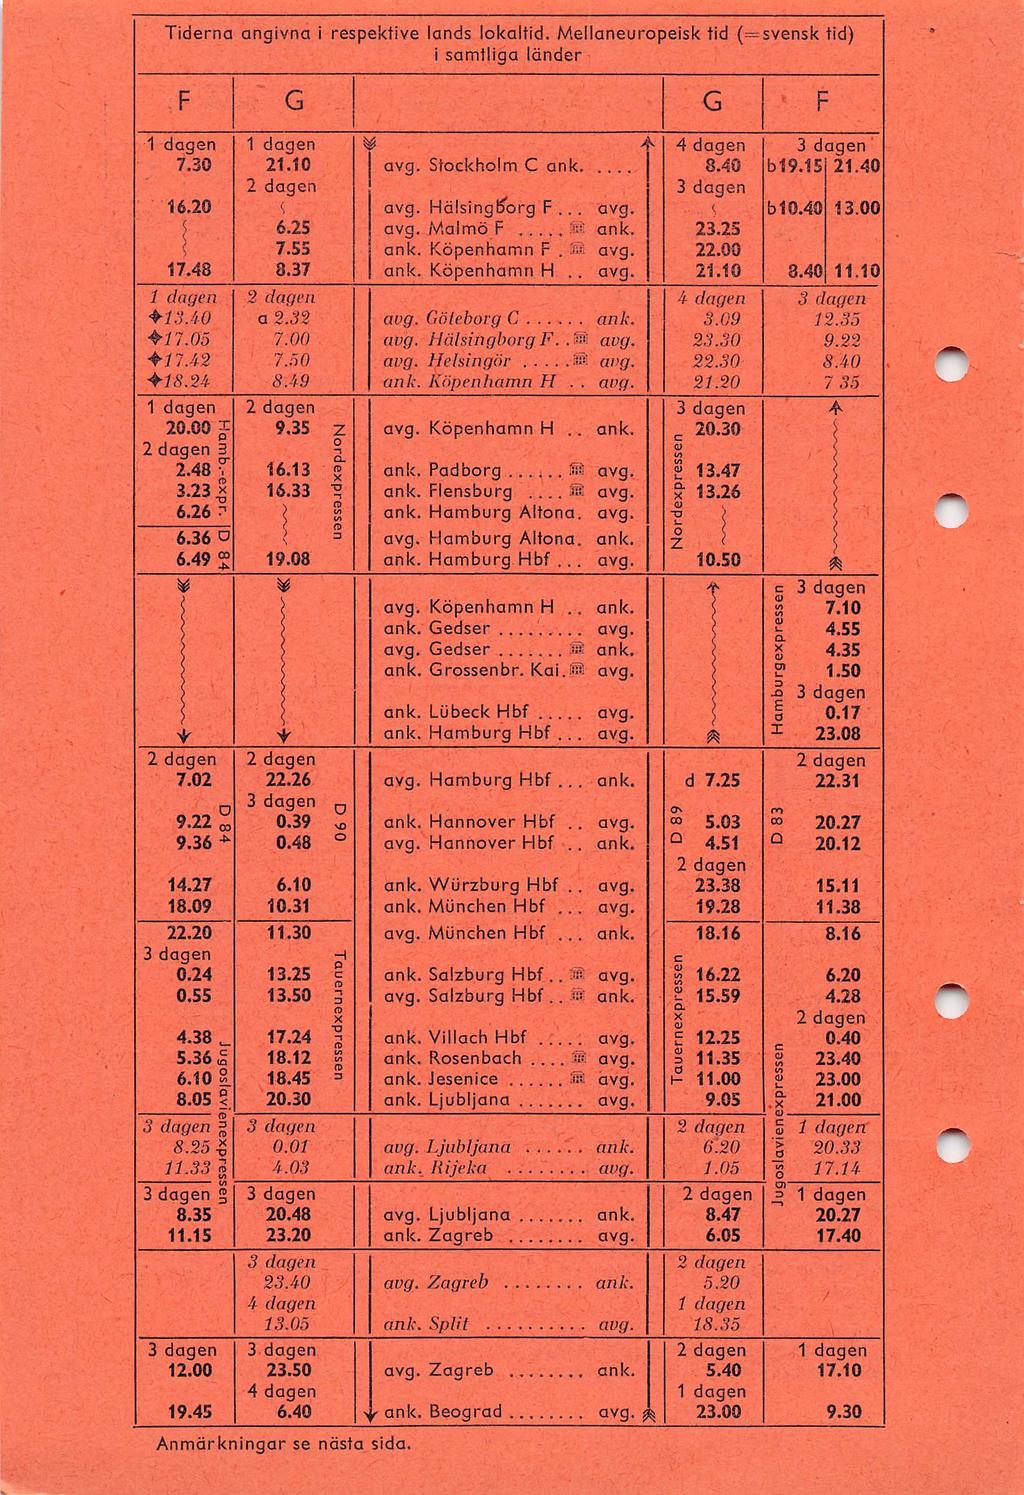 Tiderna angivna i respektive lands lokaltid. Mellaneuropeisk tid (=svensk tid)
i samtliga länder
F G G F
1 dagen 1 dagen 4 dagen 3 dagen
7.30 21.10 avg. Stockholm C ank. .... 8.40 b19.15 21.40
2 dagen 3 dagen
16.20 avg. Hälsingborg F... avg. b10.40 13.00
6.25 avg. Malmö F ..... ank. 23.25
7.55 ank. Köpenhamn F . avg. 22.00
17.48 8.37 ank. Köpenhamn H .. avg. 21.10 8.40 11.10
1 dagen 2 dagen 4 dagen 3 dagen
13.40 a 2.32 avg. Göteborg C ...... ank. 3.09 12.35
17.05 7.00 avg. Hälsingborg F. . avg. 23.30 9.22
17.42 7.50 avg. Helsingör ..... avg. 22.30 8.40
18.24 8.49 ank. Köpenhamn H .. avg. 21.20 7 35
1 dagen 2 dagen 3 dagen
20.00 9.35 avg. Köpenhamn H .. ank. 20.30
2 dagen
2.48 16.13 ank. Padborg ...... avg. 13.47
3.23 16.33 ank. Flensburg .... avg. 13.26
6.26 ank. Hamburg Altona. avg.
6.36 avg. Hamburg Altona. ank.
6.49 19.08 ank. Hamburg Hbf ... avg. 10.50
Hamb.-expr.
D 84
Nordexpressen
Nordexpressen
3 dagen
avg. Köpenhamn H .. ank. 7.10
ank. Gedser ......... avg. 4.55
avg. Gedser ....... ank. 4.35
ank. Grossenbr. Kai. avg. 1.50
3 dagen
ank. Lübeck Hbf ..... avg. 0.17
ank. Hamburg Hbf ... avg. 23.08
Hamburgexpressen
2 dagen 2 dagen 2 dagen
7.02 22.26 avg. Hamburg Hbf ... ank. d 7.25 22.31
3 dagen
9.22 0.39 ank. Hannover Hbf .. avg. 5.03 20.27
9.36 0.48 avg. Hannover Hbf .. ank. 4.51 20.12
2 dagen
14.27 6.10 ank. Würzburg Hbf .. avg. 23.38 15.11
18.09 10.31 ank. München Hbf ... avg. 19.28 11.38
D 84
D 90
D 89
D 83
22.20 11.30 avg. München Hbf ... ank. 18.16 8.16
3 dagen
0.24 13.25 ank. Salzburg Hbf.. avg. 16.22 6.20
0.55 13.50 avg. Salzburg Hbf.. ank. 15.59 4.28
2 dagen
4.38 17.24 ank. Villach Hbf ..... avg. 12.25 0.40
5.36 18.12 ank. Rosenbach .... avg. 11.35 23.40
6.10 18.45 ank. Jesenice ...... avg. 11.00 23.00
8.05 20.30 ank. Ljubljana ....... avg. 9.05 21.00
Jugoslavienexpressen
Tauernexpressen
Tauernexpressen
Jugoslavienexpressen
3 dagen 3 dagen 2 dagen 1 dagen
8.25 0.01 avg. Ljubljana ...... ank. 6.20 20.33
11.33 4.03 ank. Rijeka ........ avg. 1.05 17.14
3 dagen 3 dagen 2 dagen 1 dagen
8.35 20.48 avg. Ljubljana ....... ank. 8.47 20.27
11.15 23.20 ank. Zagreb ........ avg. 6.05 17.40
3 dagen 2 dagen
23.40 avg. Zagreb ........ ank. 5.20
4 dagen 1 dagen
13.05 ank. Split .......... avg. 18.35
3 dagen 3 dagen 2 dagen 1 dagen
12.00 23.50 avg. Zagreb ........ ank. 5.40 17.10
4 dagen 1 dagen
19.45 6.40 ank. Beograd ........ avg. 23.00 9.30
Anmärkningar se nästa sida.